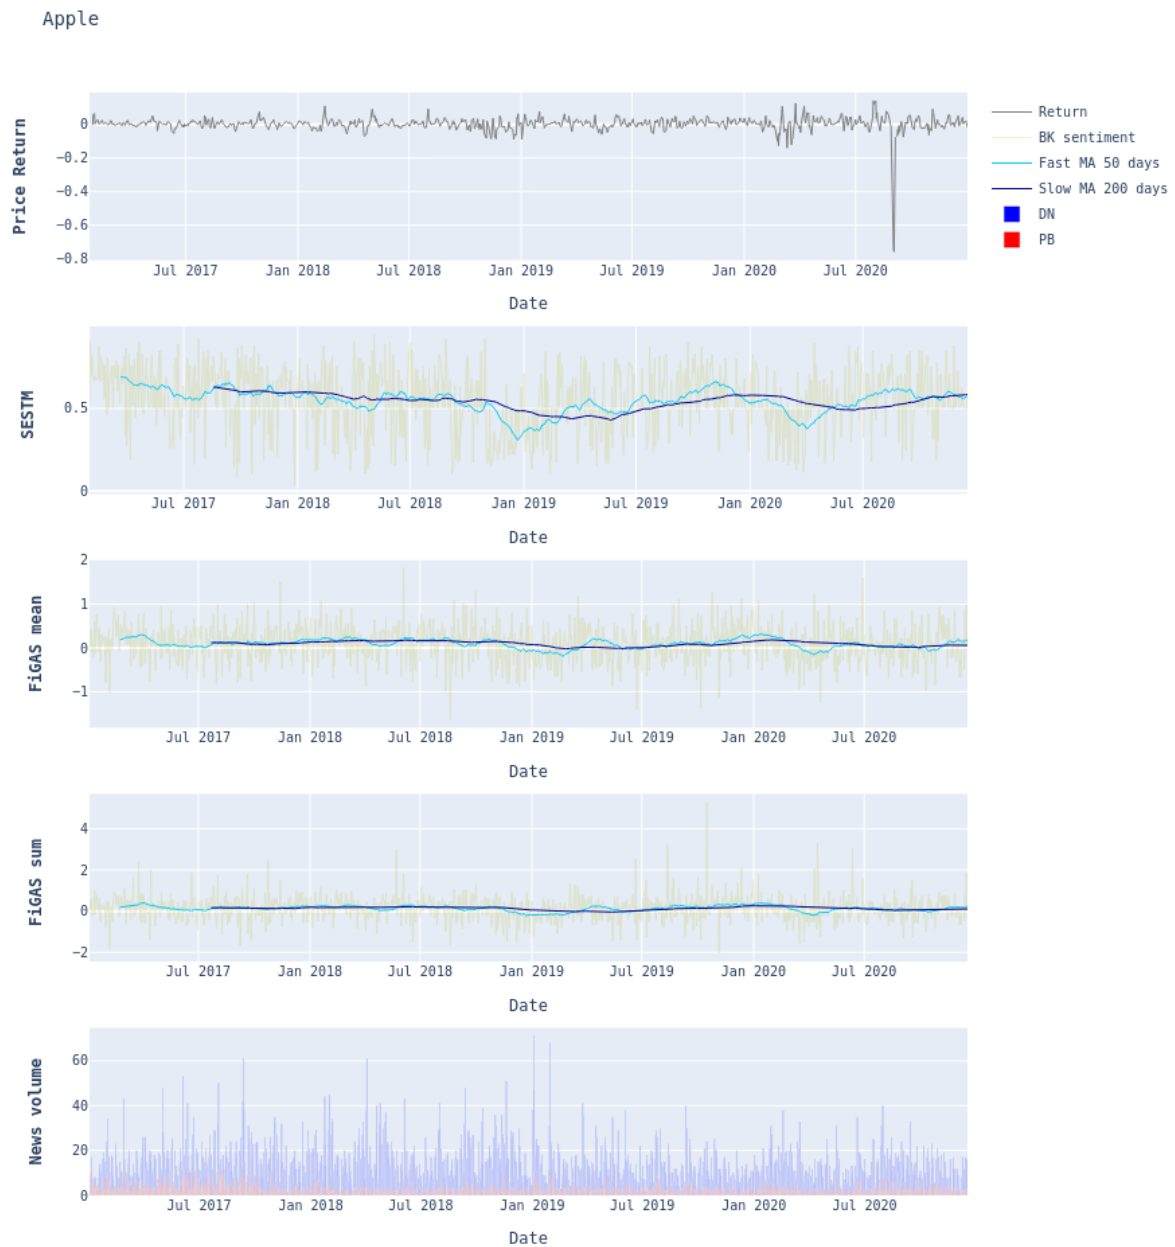 Apple
Price Return
0
−0.2
−0.4
−0.6
−0.8
Jul 2017 Jan 2018 Jul 2018 Jan 2019 Jul 2019 Jan 2020 Jul 2020
Date
Return
BK sentiment
Fast MA 50 days
Slow MA 200 days
DN
PB
SESTM
0.5
0
Jul 2017 Jan 2018 Jul 2018 Jan 2019 Jul 2019 Jan 2020 Jul 2020
Date
FiGAS mean
2
1
0
−1
Jul 2017 Jan 2018 Jul 2018 Jan 2019 Jul 2019 Jan 2020 Jul 2020
Date
FiGAS sum
4
2
0
−2
Jul 2017 Jan 2018 Jul 2018 Jan 2019 Jul 2019 Jan 2020 Jul 2020
Date
News volume
60
40
20
0
Jul 2017 Jan 2018 Jul 2018 Jan 2019 Jul 2019 Jan 2020 Jul 2020
Date